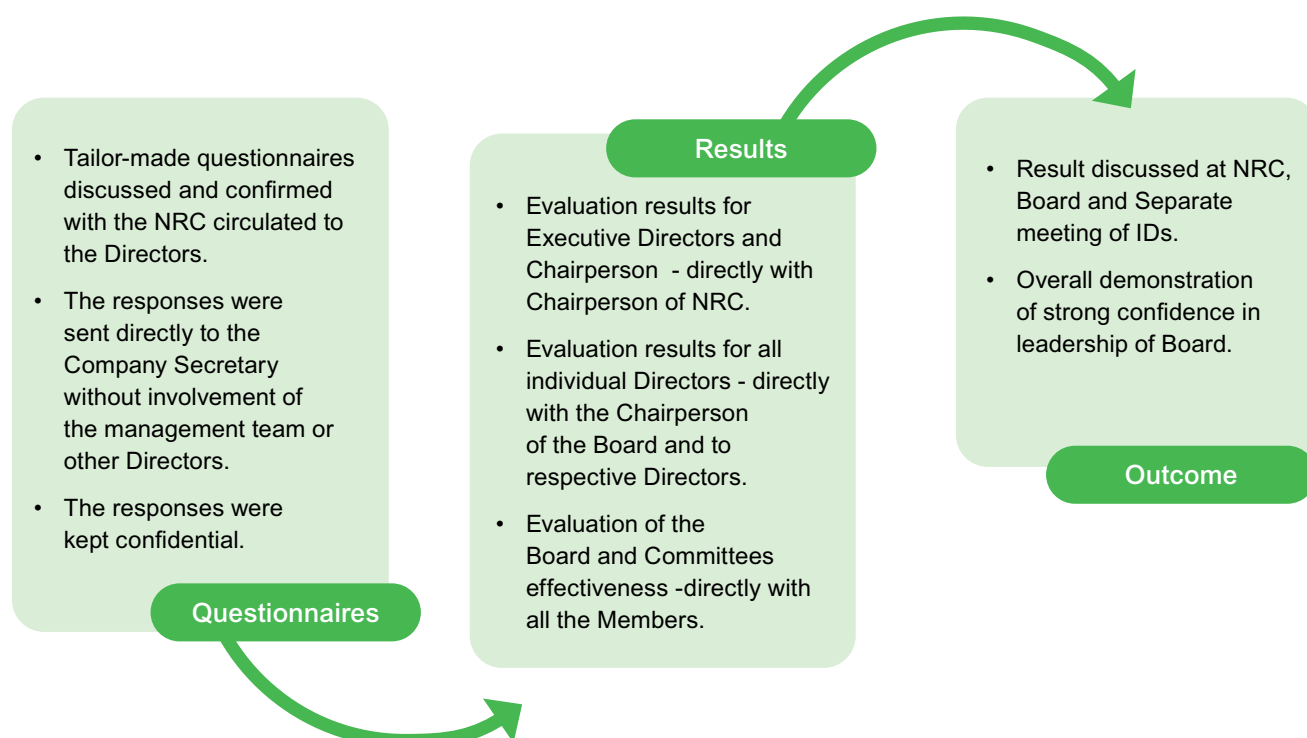 • Tailor-made questionnaires
discussed and confirmed
with the NRC circulated to
the Directors.
• The responses were
sent directly to the
Company Secretary
without involvement of
the management team or
other Directors.
• The responses were
kept confidential.
Questionnaires
Results
• Evaluation results for
Executive Directors and
Chairperson - directly with
Chairperson of NRC.
• Evaluation results for all
individual Directors - directly
with the Chairperson
of the Board and to
respective Directors.
• Evaluation of the
Board and Committees
effectiveness -directly with
all the Members.
• Result discussed at NRC,
Board and Separate
meeting of IDs.
• Overall demonstration
of strong confidence in
leadership of Board.
Outcome